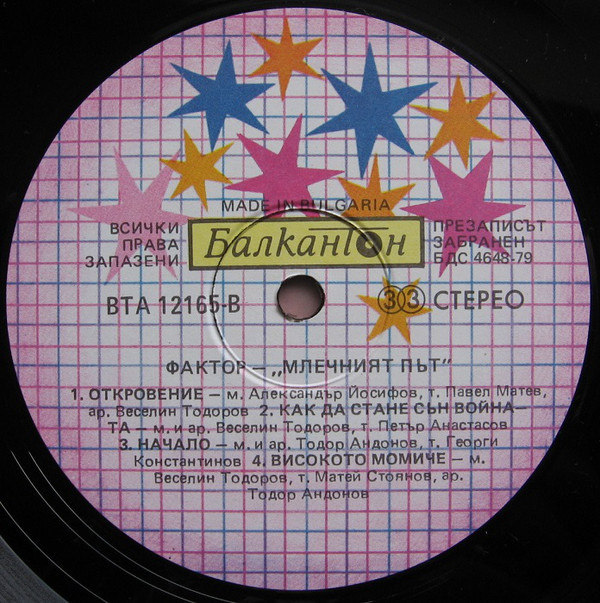 MADE IN BULGARIA
ВСИЧКИ
ПРАВА
ЗАПАЗЕНИ
Балкантон
ПРЕЗАПИСЪТ
ЗАБРАНЕН
БДС 4648-79
ВТА 12165-В
33 СТЕРЕО
ФАКТОР – „МЛЕЧНИЯТ ПЪТ"
1. ОТКРОВЕНИЕ – м. Александър Йосифов, т. Павел Матев,
ар. Веселин Тодоров 2. КАК ДА СТАНЕ СЪН ВОЙНА–
ТА – м. и ар. Веселин Тодоров, т. Петър Анастасов
3. НАЧАЛО – м. и ар. Тодор Андонов, т. Георги
Константинов 4. ВИСОКОТО МОМИЧЕ – м.
Веселин Тодоров, т. Матей Стоянов, ар.
Тодор Андонов